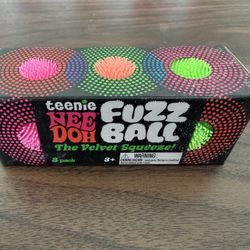 teenie
NEE
DOH
FUZZ
BALL
The Velvet Squeeze!
3 pack
3+
WARNING: